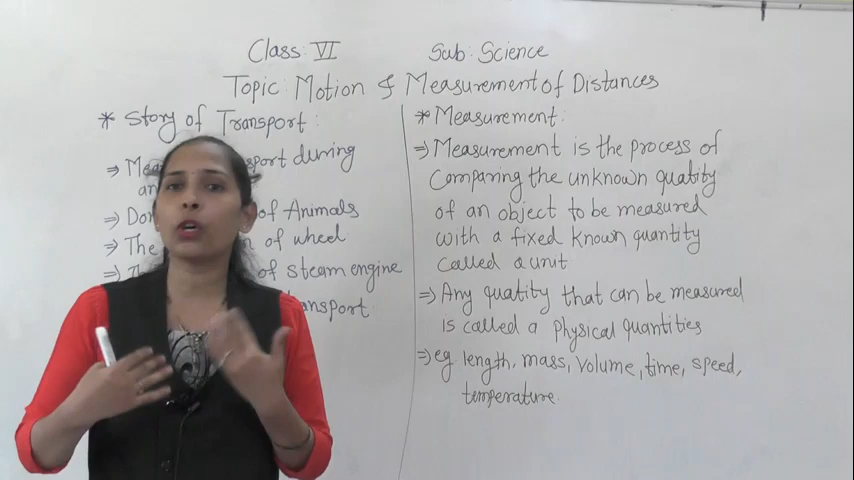 Class: VI Sub: Science
Topic: Motion & Measurement of Distances
* Story of Transport:
⇒ port during
an
⇒ of Animals
⇒ The of wheel
⇒ of steam engine
ansport
* Measurement:
⇒ Measurement is the process of
Comparing the unknown quatity
of an object to be measured
with a fixed known quantity
called a unit
⇒ Any quatity that can be measured
is called a physical quantities
⇒ eg length, mass, volume, time, speed,
temperature.